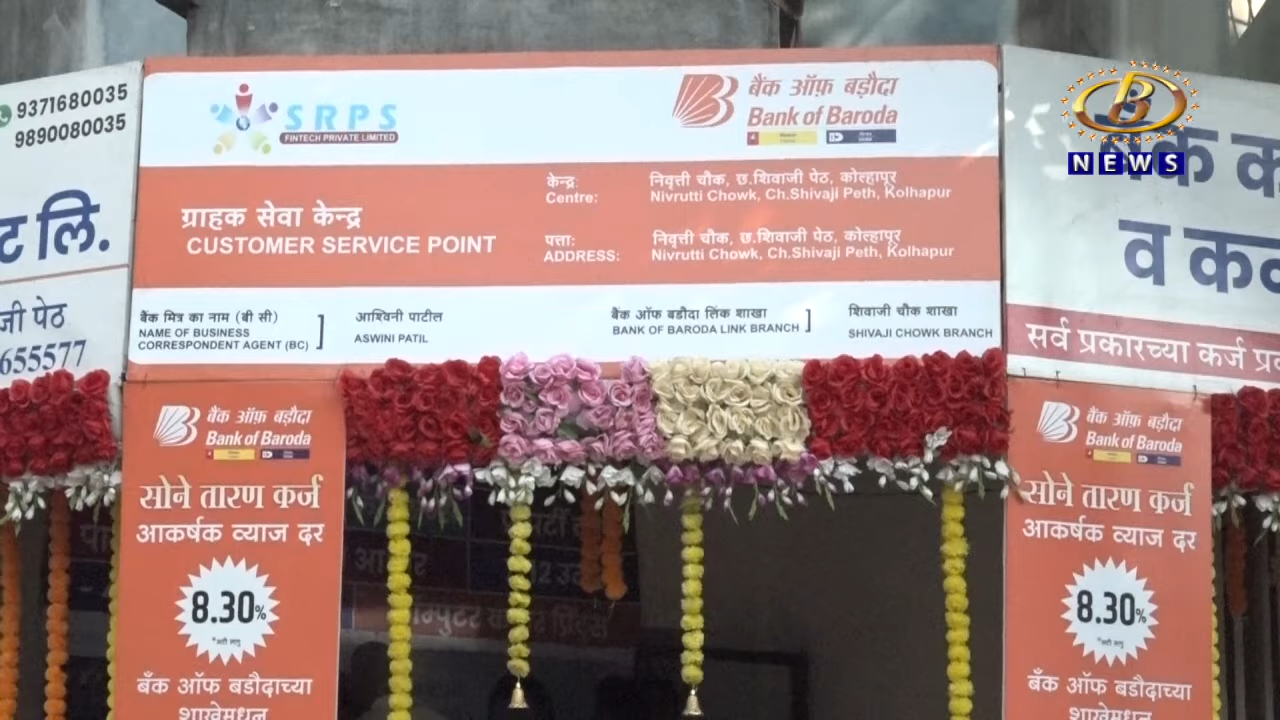 9371680035
9890080035
ट लि.
जी पेठ
655577
SRPS
FINTECH PRIVATE LIMITED
बैंक ऑफ़ बड़ौदा
Bank of Baroda
ग्राहक सेवा केन्द्र
CUSTOMER SERVICE POINT
केन्द्र:
Centre:
निवृत्ती चौक, छ.शिवाजी पेठ, कोल्हापूर
Nivrutti Chowk, Ch.Shivaji Peth, Kolhapur
पत्ता:
ADDRESS:
निवृत्ती चौक, छ.शिवाजी पेठ, कोल्हापूर
Nivrutti Chowk, Ch.Shivaji Peth, Kolhapur
बैंक मित्र का नाम (बी सी)
NAME OF BUSINESS
CORRESPONDENT AGENT (BC)
आश्विनी पाटील
ASWINI PATIL
बैंक ऑफ बडौदा लिंक शाखा
BANK OF BARODA LINK BRANCH
शिवाजी चौक शाखा
SHIVAJI CHOWK BRANCH
B
NEWS
व
सर्व प्रकारच्या कर्ज
बैंक ऑफ़ बड़ौदा
Bank of Baroda
सोने तारण कर्ज
आकर्षक व्याज दर
8.30%
बँक ऑफ बडौदाच्या
शाखेमधून
बैंक ऑफ़ बड़ौदा
Bank of Baroda
सोने तारण कर्ज
आकर्षक व्याज दर
8.30%
बँक ऑफ बडौदाच्या
शाखेमधून